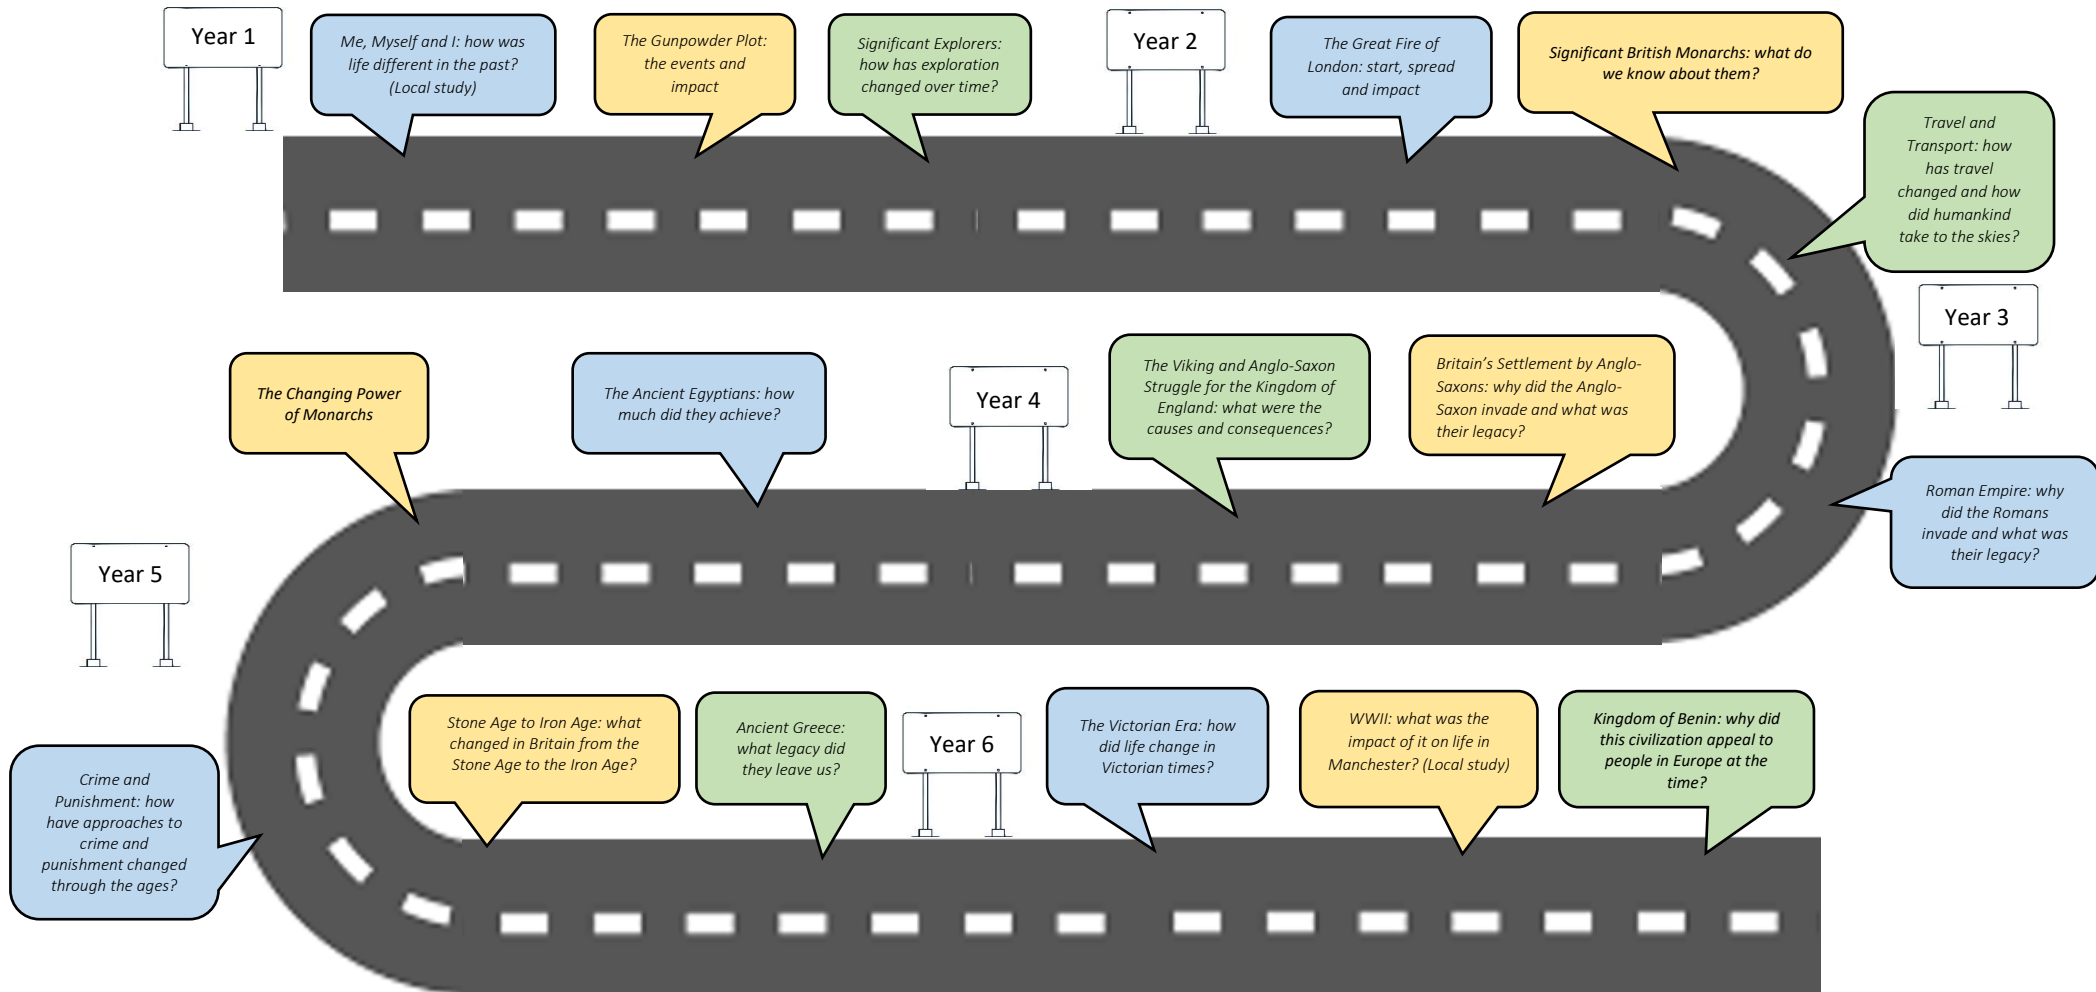 Year 1
Me, Myself and I: how was
life different in the past?
(Local study)
The Gunpowder Plot:
the events and
impact
Significant Explorers:
how has exploration
changed over time?
Year 2
The Great Fire of
London: start, spread
and impact
Significant British Monarchs: what do
we know about them?
Travel and
Transport: how
has travel
changed and how
did humankind
take to the skies?
Year 3
Roman Empire: why
did the Romans
invade and what was
their legacy?
Britain's Settlement by Anglo-
Saxons: why did the Anglo-
Saxon invade and what was
their legacy?
The Viking and Anglo-Saxon
Struggle for the Kingdom of
England: what were the
causes and consequences?
Year 4
The Ancient Egyptians: how
much did they achieve?
The Changing Power
of Monarchs
Year 5
Crime and
Punishment: how
have approaches to
crime and
punishment changed
through the ages?
Stone Age to Iron Age: what
changed in Britain from the
Stone Age to the Iron Age?
Ancient Greece:
what legacy did
they leave us?
Year 6
The Victorian Era: how
did life change in
Victorian times?
WWII: what was the
impact of it on life in
Manchester? (Local study)
Kingdom of Benin: why did
this civilization appeal to
people in Europe at the
time?